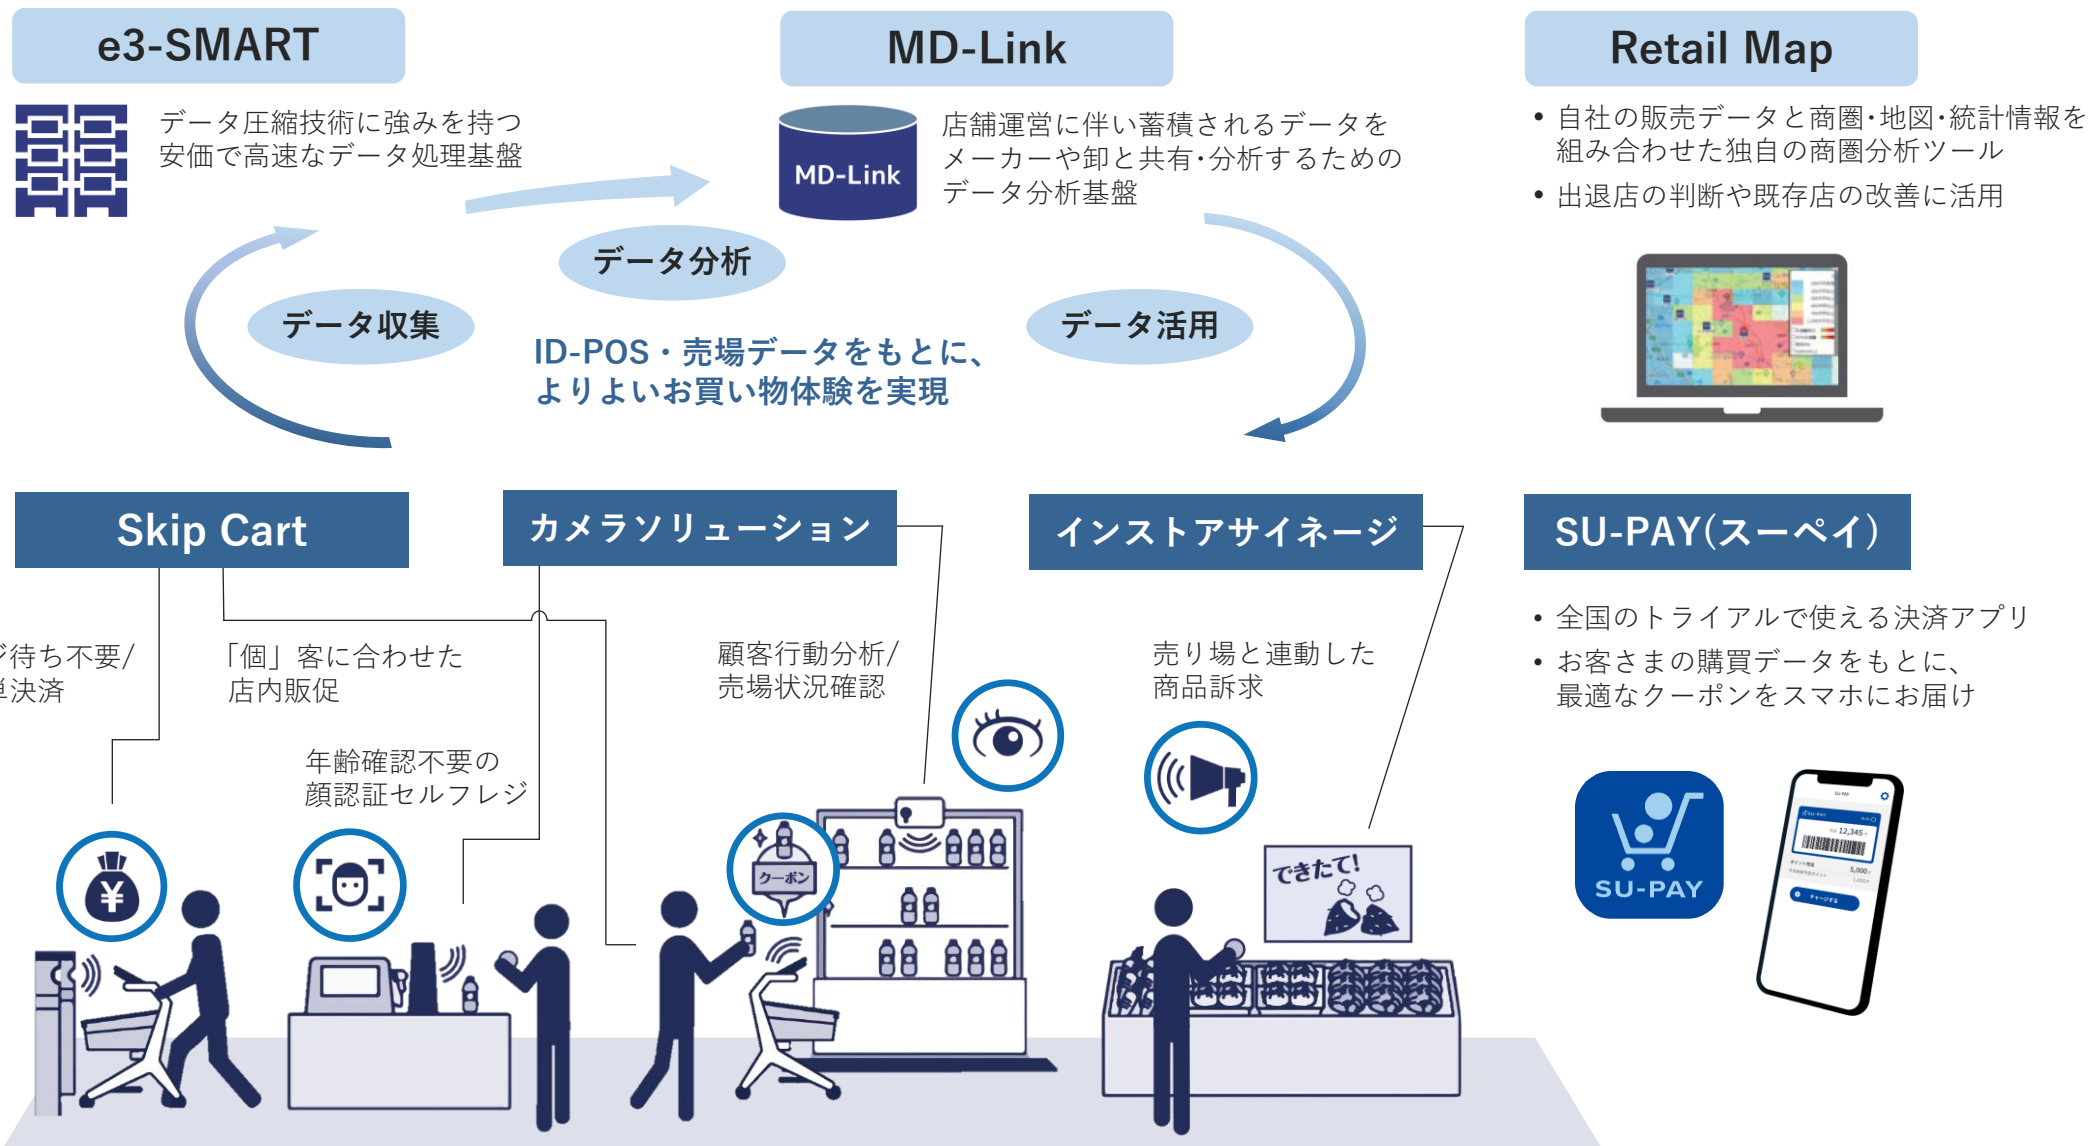 e3-SMART
データ圧縮技術に強みを持つ
安価で高速なデータ処理基盤
MD-Link
MD-Link
店舗運営に伴い蓄積されるデータを
メーカーや卸と共有・分析するための
データ分析基盤
Retail Map
• 自社の販売データと商圏・地図・統計情報を
組み合わせた独自の商圏分析ツール
• 出退店の判断や既存店の改善に活用
データ収集
データ分析
データ活用
ID-POS・売場データをもとに、
よりよいお買い物体験を実現
Skip Cart
待ち不要/
決済
「個」客に合わせた
店内販促
カメラソリューション
年齢確認不要の
顔認証セルフレジ
顧客行動分析/
売場状況確認
インストアサイネージ
売り場と連動した
商品訴求
クーポン
できたて!
SU-PAY(スーペイ)
• 全国のトライアルで使える決済アプリ
• お客さまの購買データをもとに、
最適なクーポンをスマホにお届け
SU-PAY
SU-PAY
SU-PAY
12,345
5,000
チャージする